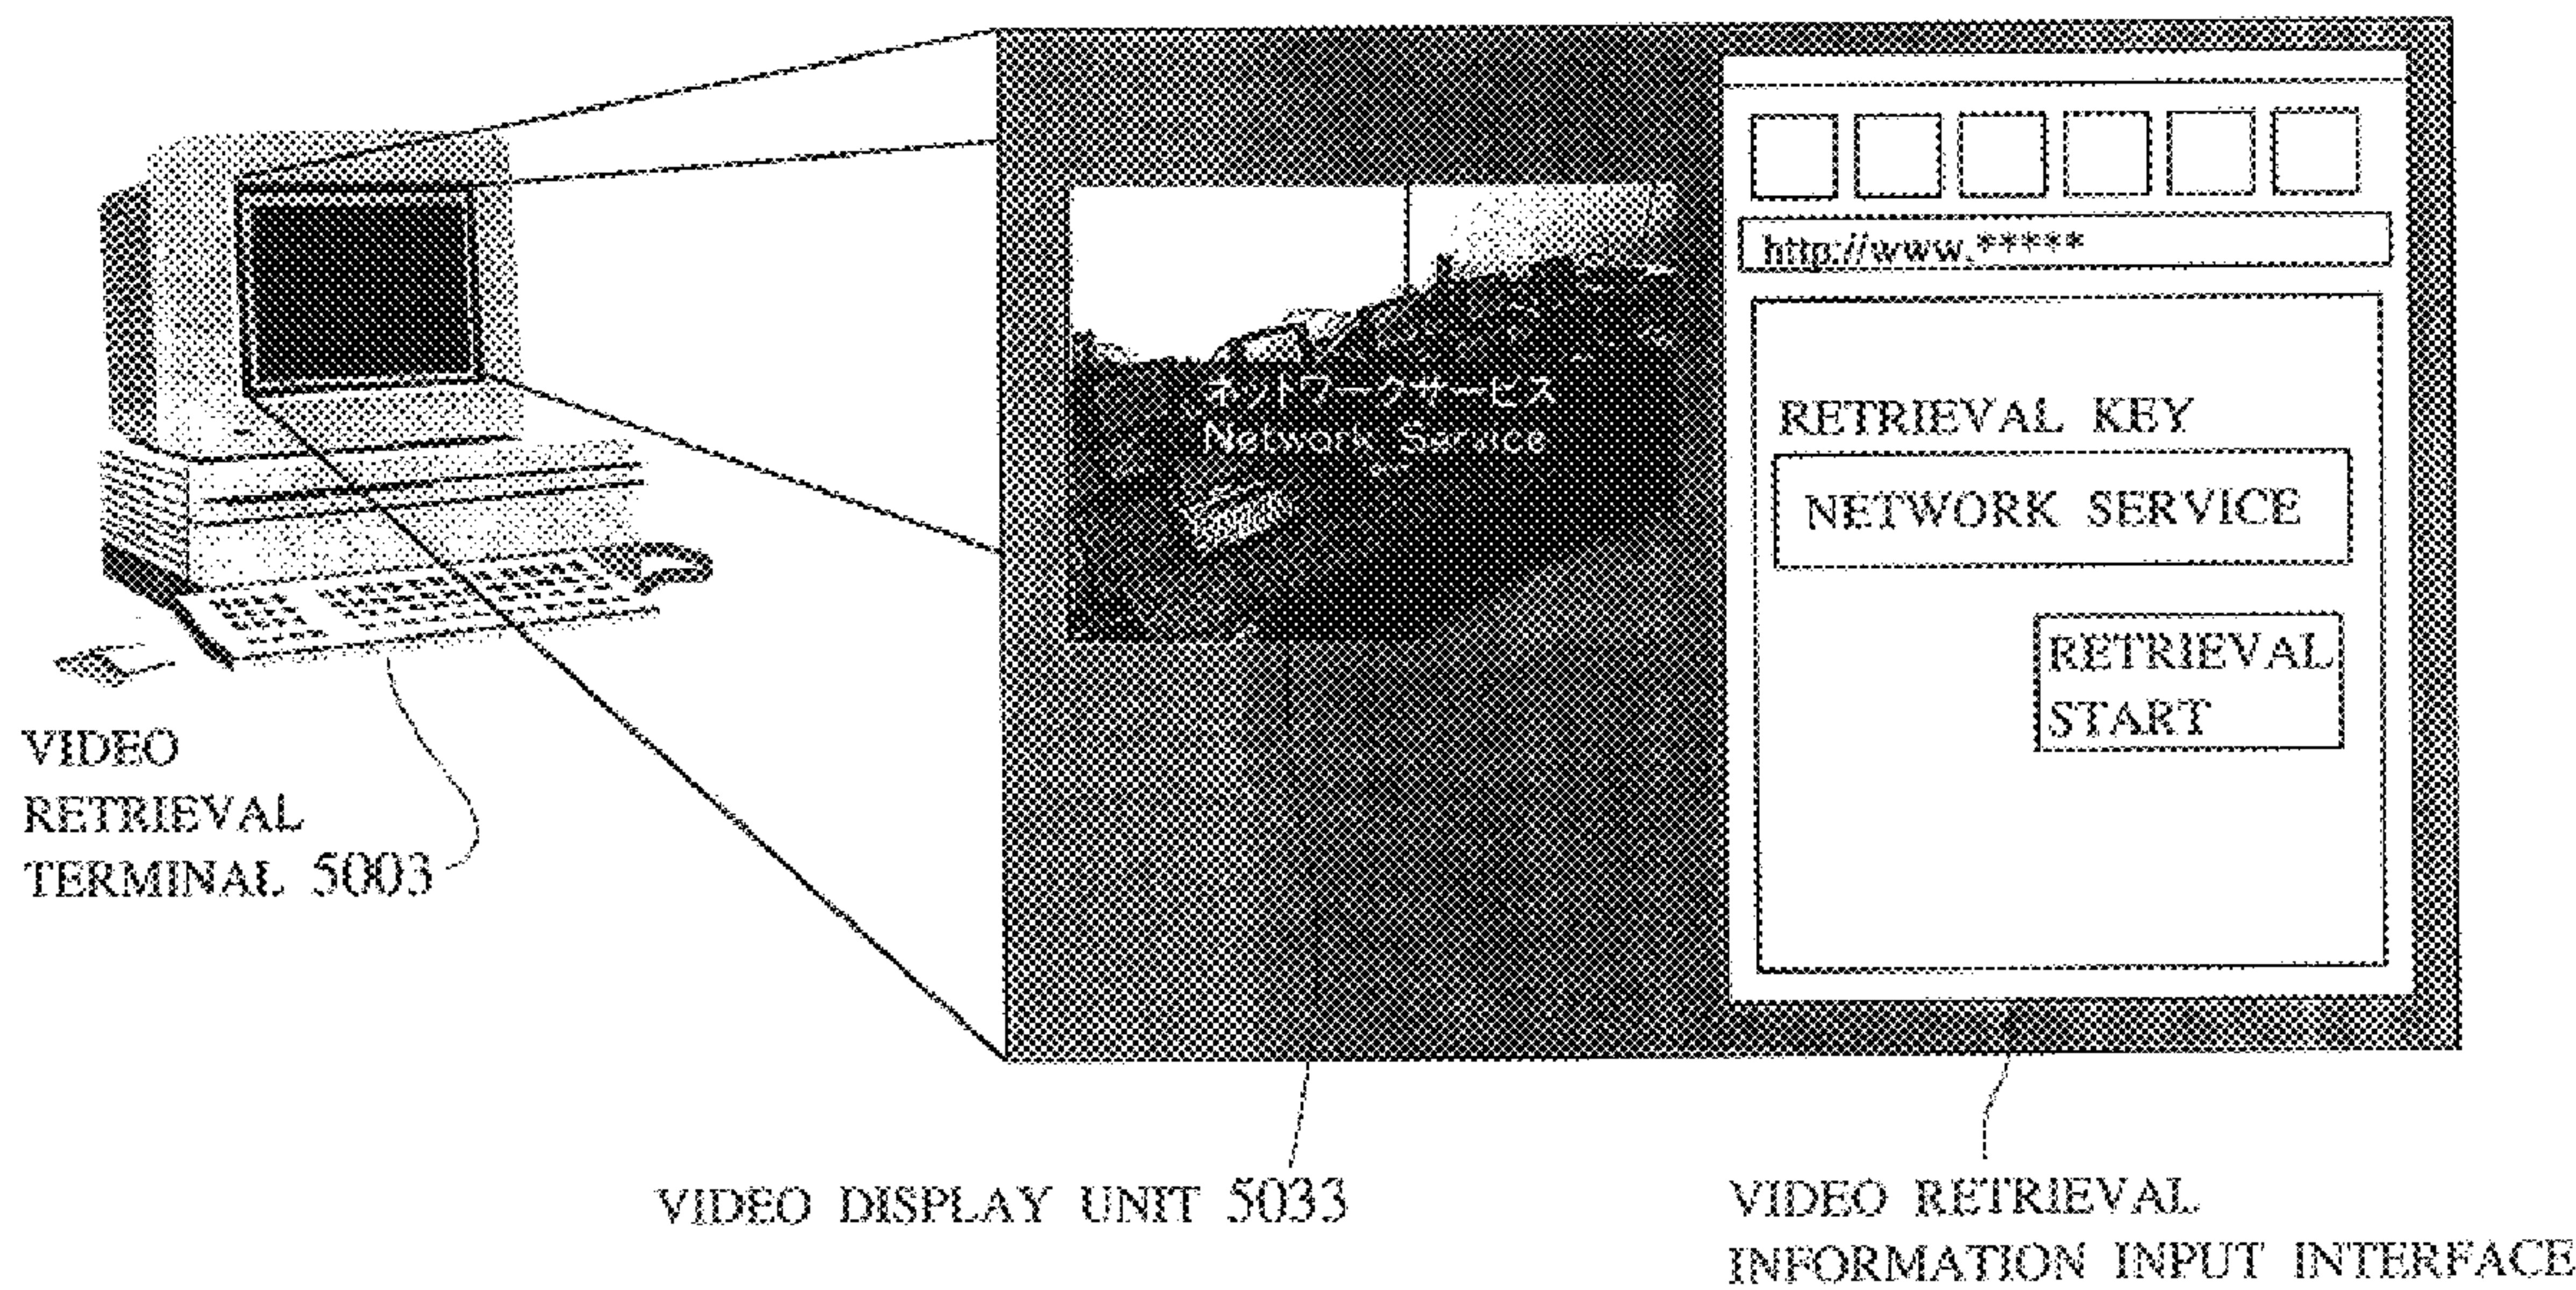 http://www.*****
ネットワークサービス
Network Service
RETRIEVAL KEY
NETWORK SERVICE
RETRIEVAL
START
VIDEO
RETRIEVAL
TERMINAL 5003
VIDEO DISPLAY UNIT 5033
VIDEO RETRIEVAL
INFORMATION INPUT INTERFACE